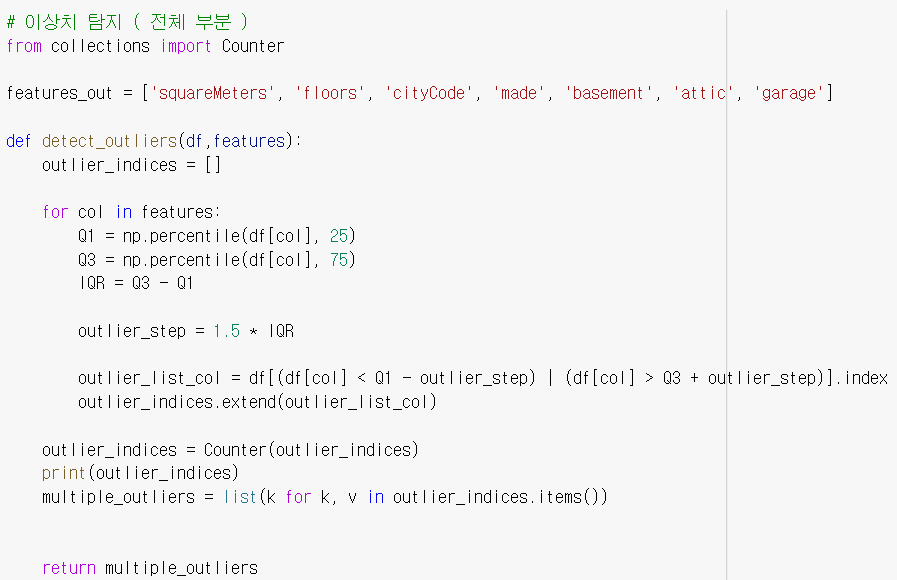 # 이상치 탐지 ( 전체 부분 )
from collections import Counter
features_out = ['squareMeters', 'floors', 'cityCode', 'made', 'basement', 'attic', 'garage']
def detect_outliers(df,features):
    outlier_indices = []
    for col in features:
        Q1 = np.percentile(df[col], 25)
        Q3 = np.percentile(df[col], 75)
        IQR = Q3 - Q1
        outlier_step = 1.5 * IQR
        outlier_list_col = df[(df[col] < Q1 - outlier_step) | (df[col] > Q3 + outlier_step)].index
        outlier_indices.extend(outlier_list_col)
    outlier_indices = Counter(outlier_indices)
    print(outlier_indices)
    multiple_outliers = list(k for k, v in outlier_indices.items())
    return multiple_outliers